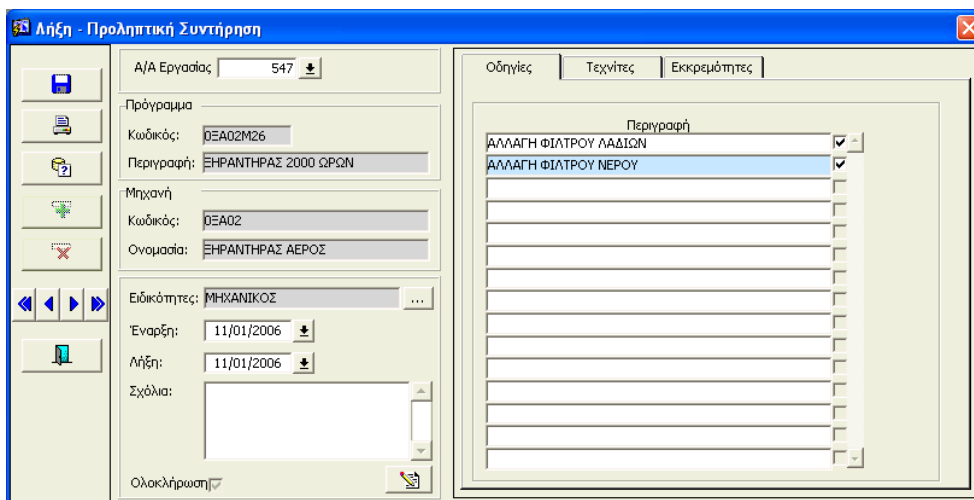 Λήξη - Προληπτική Συντήρηση
Α/Α Εργασίας 547
Πρόγραμμα
Κωδικός: 0ΞΑ02Μ26
Περιγραφή: ΞΗΡΑΝΤΗΡΑΣ 2000 ΩΡΩΝ
Μηχανή
Κωδικός: 0ΞΑ02
Ονομασία: ΞΗΡΑΝΤΗΡΑΣ ΑΕΡΟΣ
Ειδικότητες: ΜΗΧΑΝΙΚΟΣ ...
Έναρξη: 11/01/2006
Λήξη: 11/01/2006
Σχόλια:
Ολοκλήρωση
Οδηγίες Τεχνίτες Εκκρεμότητες
Περιγραφή
ΑΛΛΑΓΗ ΦΙΛΤΡΟΥ ΛΑΔΙΩΝ
ΑΛΛΑΓΗ ΦΙΛΤΡΟΥ ΝΕΡΟΥ